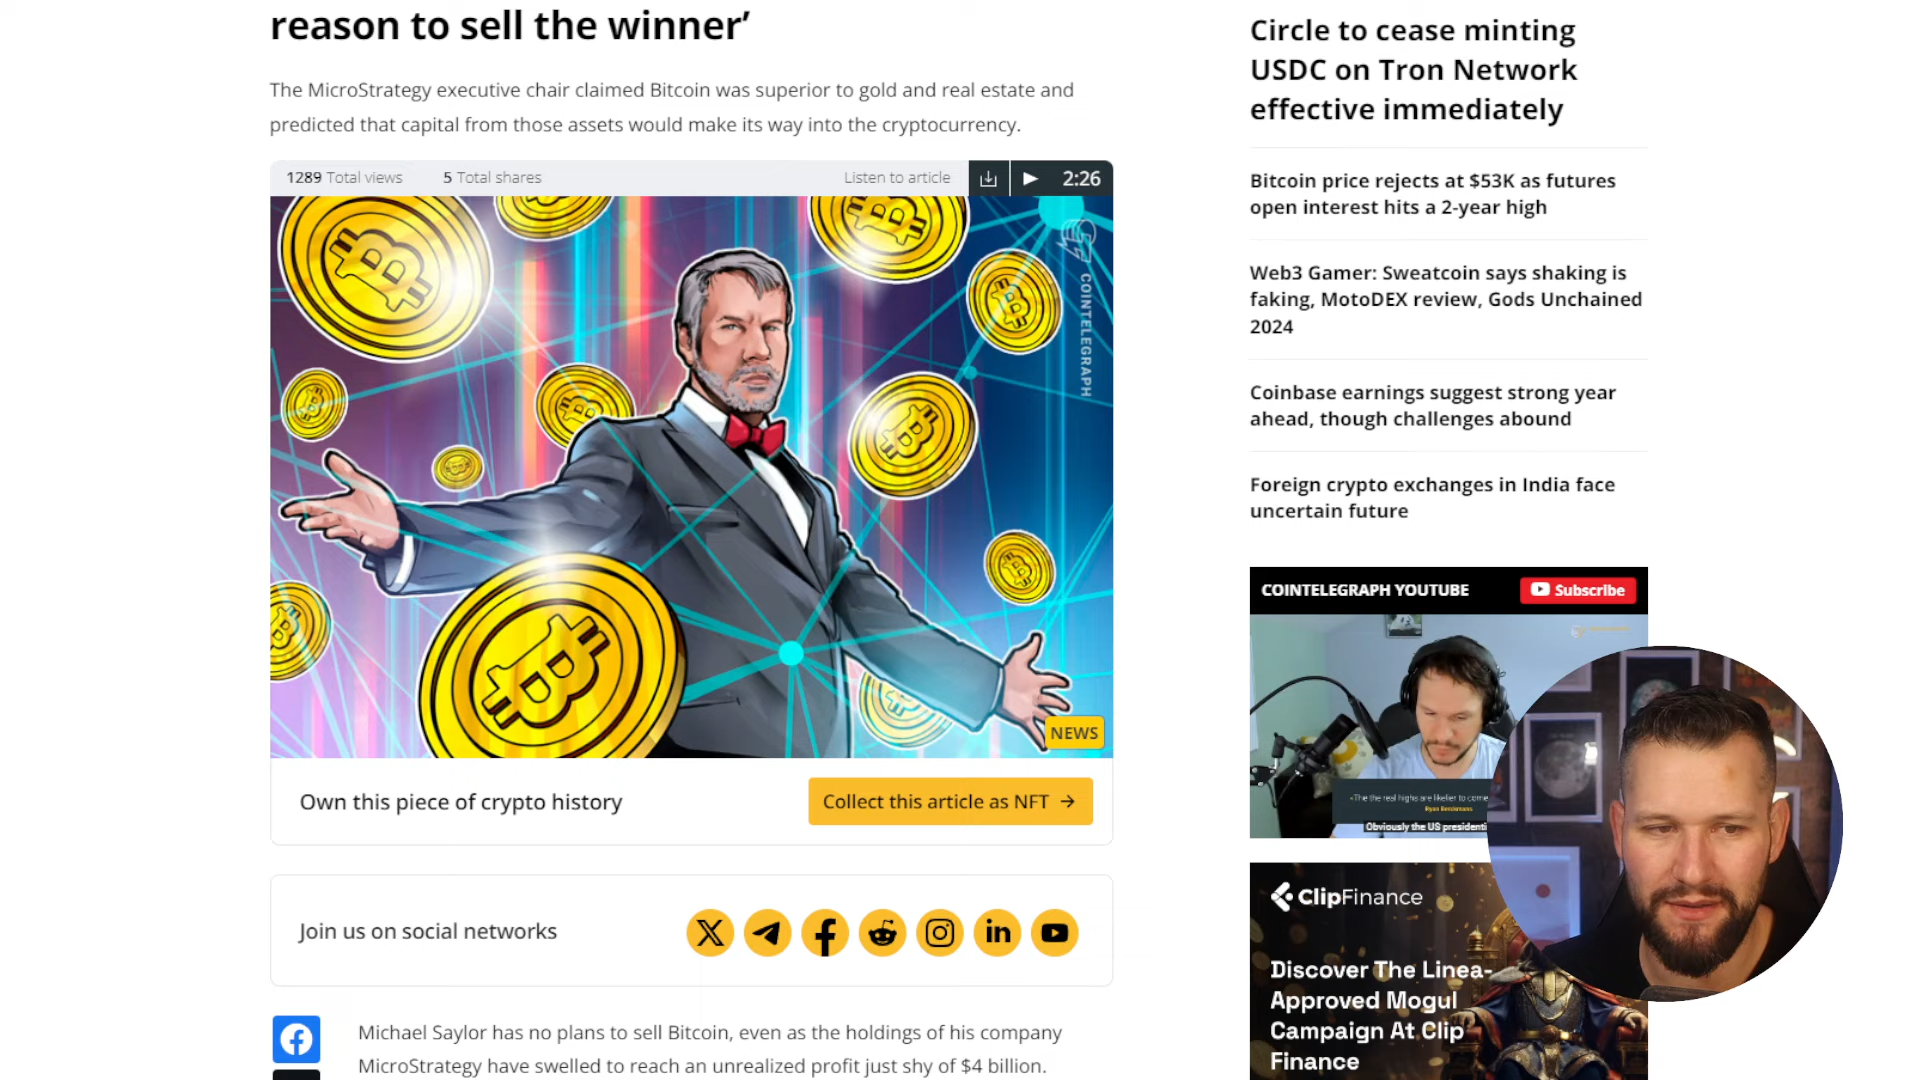 reason to sell the winner’
The MicroStrategy executive chair claimed Bitcoin was superior to gold and real estate and
predicted that capital from those assets would make its way into the cryptocurrency.
1289 Total views
5 Total shares
Listen to article
2:26
COINTELEGRAPH
NEWS
Own this piece of crypto history
Collect this article as NFT →
Join us on social networks
Michael Saylor has no plans to sell Bitcoin, even as the holdings of his company
MicroStrategy have swelled to reach an unrealized profit just shy of $4 billion.
Circle to cease minting
USDC on Tron Network
effective immediately
Bitcoin price rejects at $53K as futures
open interest hits a 2-year high
Web3 Gamer: Sweatcoin says shaking is
faking, MotoDEX review, Gods Unchained
2024
Coinbase earnings suggest strong year
ahead, though challenges abound
Foreign crypto exchanges in India face
uncertain future
COINTELEGRAPH YOUTUBE
Subscribe
The the real highs are likelier to come
Obviously the US presidenti
ClipFinance
Discover The Linea-
Approved Mogul
Campaign At Clip
Finance